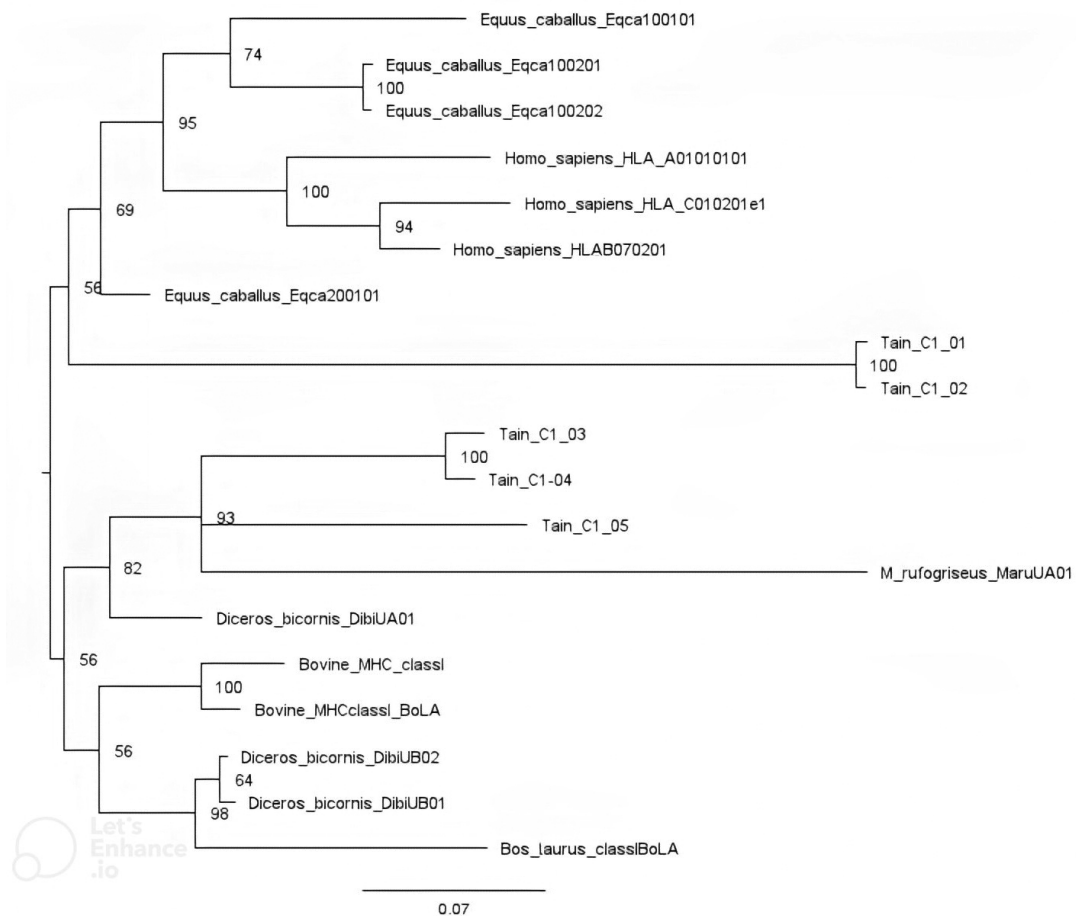 Equus_caballus_Eqca100101
74
Equus_caballus_Eqca100201
100
Equus_caballus_Eqca100202
95
Homo_sapiens_HLA_A01010101
100
Homo_sapiens_HLA_C010201e1
69
94
Homo_sapiens_HLAB070201
56
Equus_caballus_Eqca200101
Tain_C1_01
100
Tain_C1_02
Tain_C1_03
100
Tain_C1-04
93
Tain_C1_05
82
M_rufogriseus_MaruUA01
Diceros_bicornis_DibiUA01
56
Bovine_MHC_classI
100
Bovine_MHCclassI_BoLA
56
Diceros_bicornis_DibiUB02
64
Diceros_bicornis_DibiUB01
98
Bos_laurus_classIBoLA
Let's
Enhance
.io
0.07